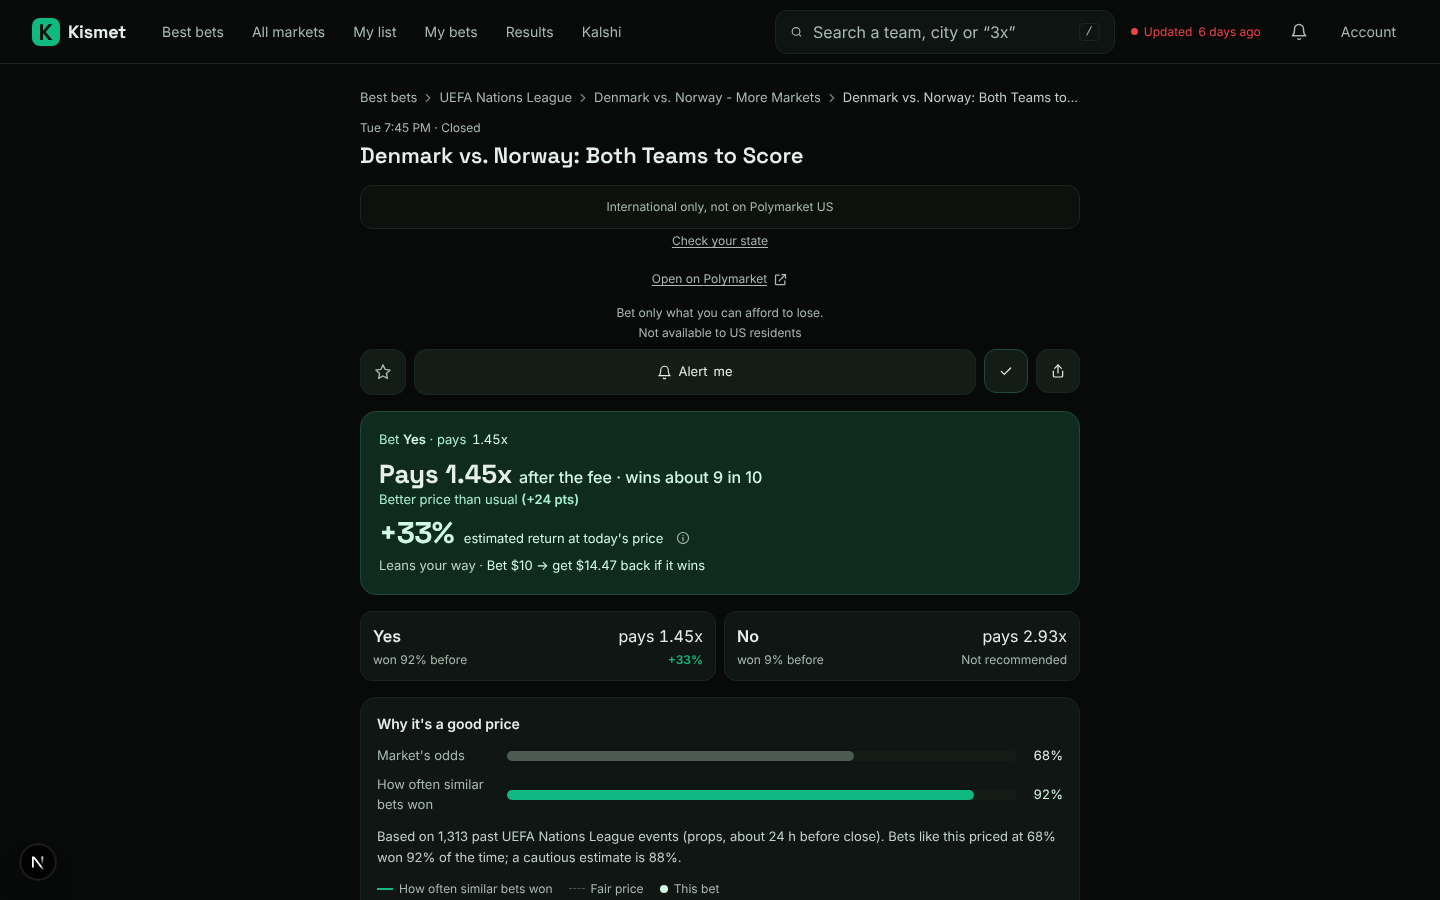 K Kismet Best bets All markets My list My bets Results Kalshi Search a team, city or “3x” / Updated 6 days ago Account
Best bets > UEFA Nations League > Denmark vs. Norway - More Markets > Denmark vs. Norway: Both Teams to...
Tue 7:45 PM · Closed
Denmark vs. Norway: Both Teams to Score
International only, not on Polymarket US
Check your state
Open on Polymarket
Bet only what you can afford to lose.
Not available to US residents
Alert me
Bet Yes · pays 1.45x
Pays 1.45x after the fee · wins about 9 in 10
Better price than usual (+24 pts)
+33% estimated return at today's price
Leans your way · Bet $10 → get $14.47 back if it wins
Yes pays 1.45x
won 92% before +33%
No pays 2.93x
won 9% before Not recommended
Why it's a good price
Market's odds 68%
How often similar
bets won 92%
Based on 1,313 past UEFA Nations League events (props, about 24 h before close). Bets like this priced at 68%
won 92% of the time; a cautious estimate is 88%.
How often similar bets won Fair price This bet
N